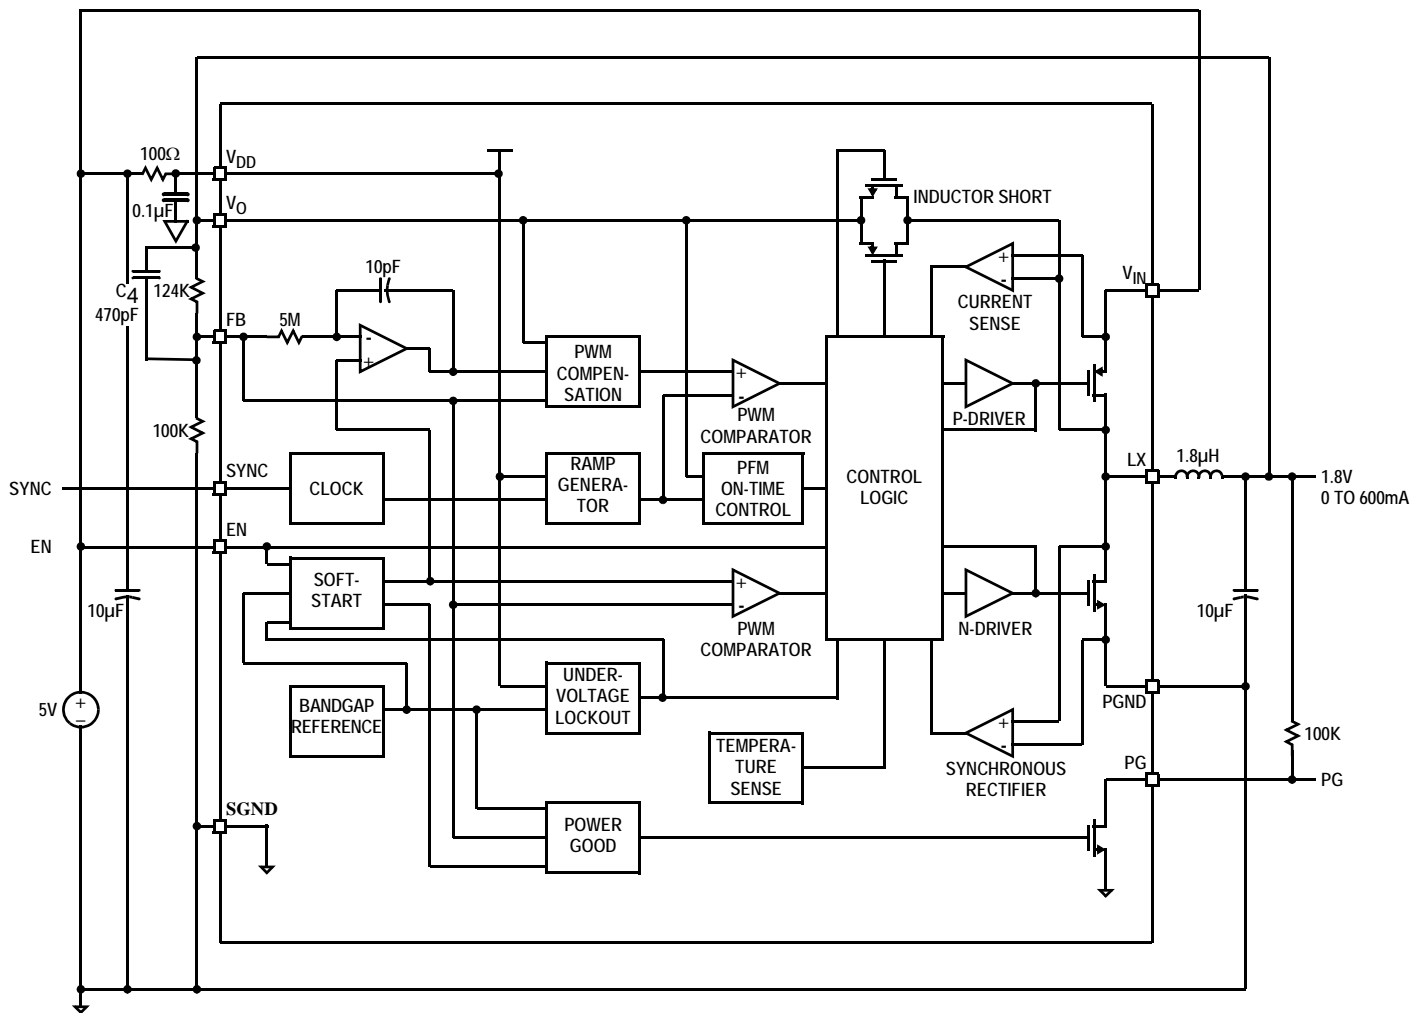 100Ω
V_DD
0.1µF
V_O
INDUCTOR SHORT
10pF
+
-
CURRENT
SENSE
V_IN
C4
470pF
124K
FB
5M
-
+
PWM
COMPEN-
SATION
+
-
PWM
COMPARATOR
P-DRIVER
100K
SYNC
SYNC
CLOCK
RAMP
GENERA-
TOR
PFM
ON-TIME
CONTROL
CONTROL
LOGIC
LX
1.8µH
1.8V
0 TO 600mA
EN
EN
SOFT-
START
+
-
PWM
COMPARATOR
N-DRIVER
10µF
10µF
5V
+
−
BANDGAP
REFERENCE
UNDER-
VOLTAGE
LOCKOUT
TEMPERA-
TURE
SENSE
+
-
SYNCHRONOUS
RECTIFIER
PGND
100K
PG
PG
SGND
POWER
GOOD